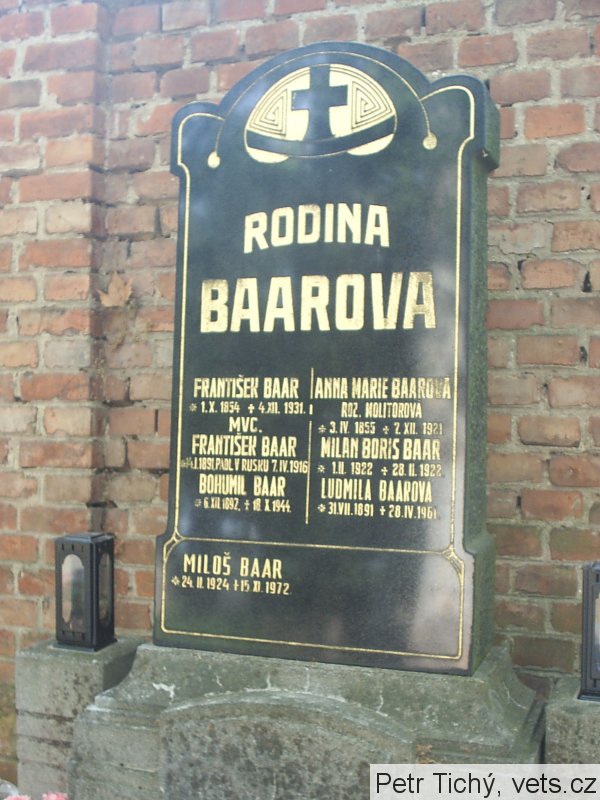 RODINA
BAAROVA
FRANTIŠEK BAAR
* 1. X. 1854 + 4. XII. 1931.
MVC.
FRANTIŠEK BAAR
*14.I.1891.PADL V RUSKU 7.IV.1916
BOHUMIL BAAR
* 6.XII.1892. + 18.X.1944.
ANNA MARIE BAAROVÁ
ROZ. MOLITOROVÁ
* 3. IV. 1855 + 7. XII. 1921
MILAN BORIS BAAR
* 1.II. 1922 + 28.II.1922
LUDMILA BAAROVÁ
* 31.VII. 1891 + 28.IV.1961.
MILOŠ BAAR
* 24.II.1924 + 15.XI.1972.
Petr Tichý, vets.cz